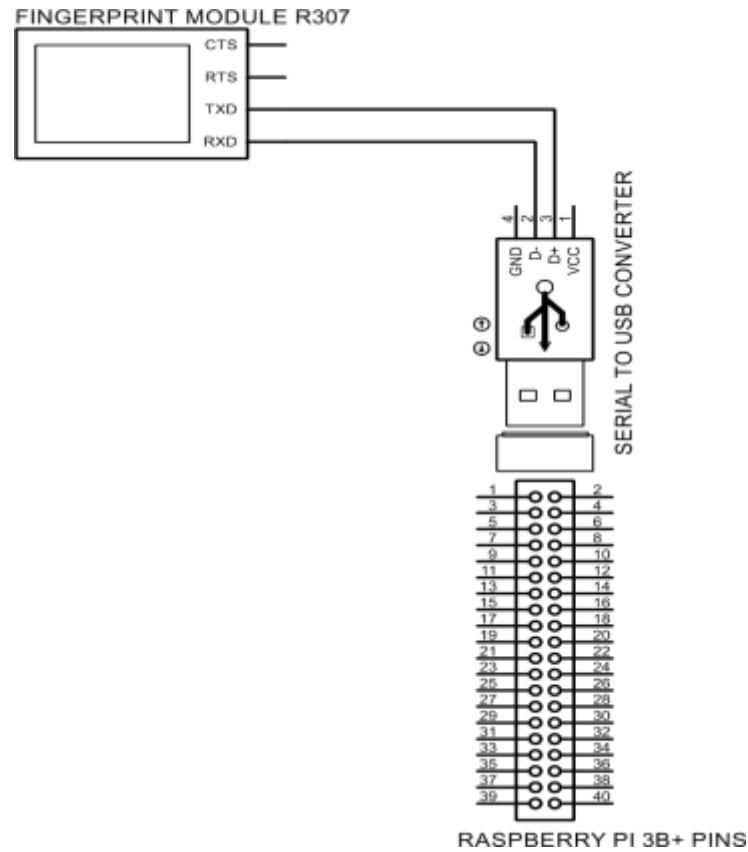 FINGERPRINT MODULE R307
CTS
RTS
TXD
RXD
4 2 3 1
GND D- D+ VCC
SERIAL TO USB CONVERTER
1 2
3 4
5 6
7 8
9 10
11 12
13 14
15 16
17 18
19 20
21 22
23 24
25 26
27 28
29 30
31 32
33 34
35 36
37 38
39 40
RASPBERRY PI 3B+ PINS